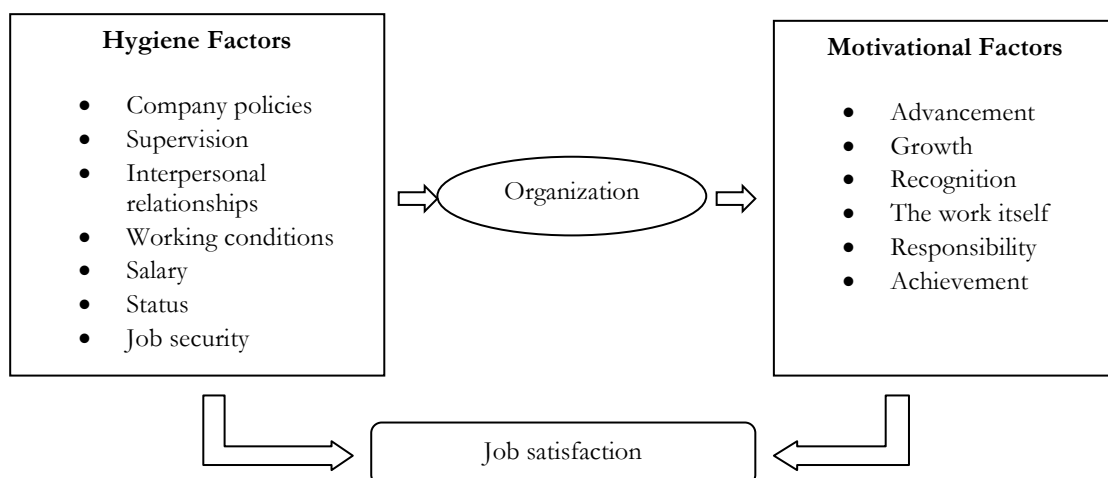 Hygiene Factors
• Company policies
• Supervision
• Interpersonal
relationships
• Working conditions
• Salary
• Status
• Job security
Organization
Motivational Factors
• Advancement
• Growth
• Recognition
• The work itself
• Responsibility
• Achievement
Job satisfaction